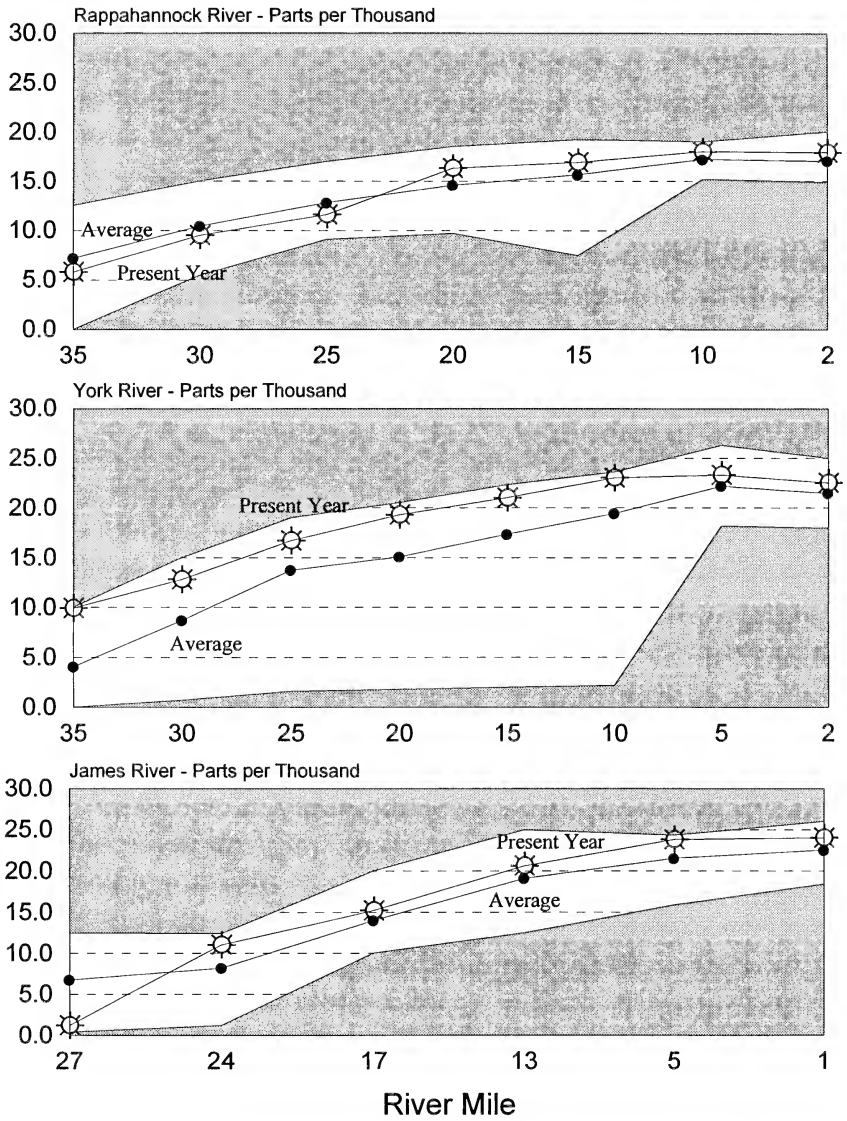 Rappahannock River - Parts per Thousand
30.0
25.0
20.0
15.0
10.0
5.0
0.0
Average
Present Year
35 30 25 20 15 10 2
York River - Parts per Thousand
30.0
25.0
20.0
15.0
10.0
5.0
0.0
Present Year
Average
35 30 25 20 15 10 5 2
James River - Parts per Thousand
30.0
25.0
20.0
15.0
10.0
5.0
0.0
Present Year
Average
27 24 17 13 5 1
River Mile